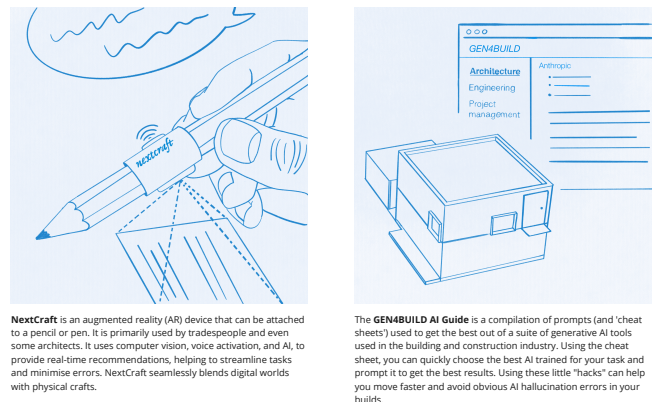 nextcraft
NextCraft is an augmented reality (AR) device that can be attached
to a pencil or pen. It is primarily used by tradespeople and even
some architects. It uses computer vision, voice activation, and AI, to
provide real-time recommendations, helping to streamline tasks
and minimise errors. NextCraft seamlessly blends digital worlds
with physical crafts.
GEN4BUILD
Architecture
Engineering
Project
management
Anthropic
The GEN4BUILD AI Guide is a compilation of prompts (and 'cheat
sheets') used to get the best out of a suite of generative AI tools
used in the building and construction industry. Using the cheat
sheet, you can quickly choose the best AI trained for your task and
prompt it to get the best results. Using these little "hacks" can help
you move faster and avoid obvious AI hallucination errors in your
builds.